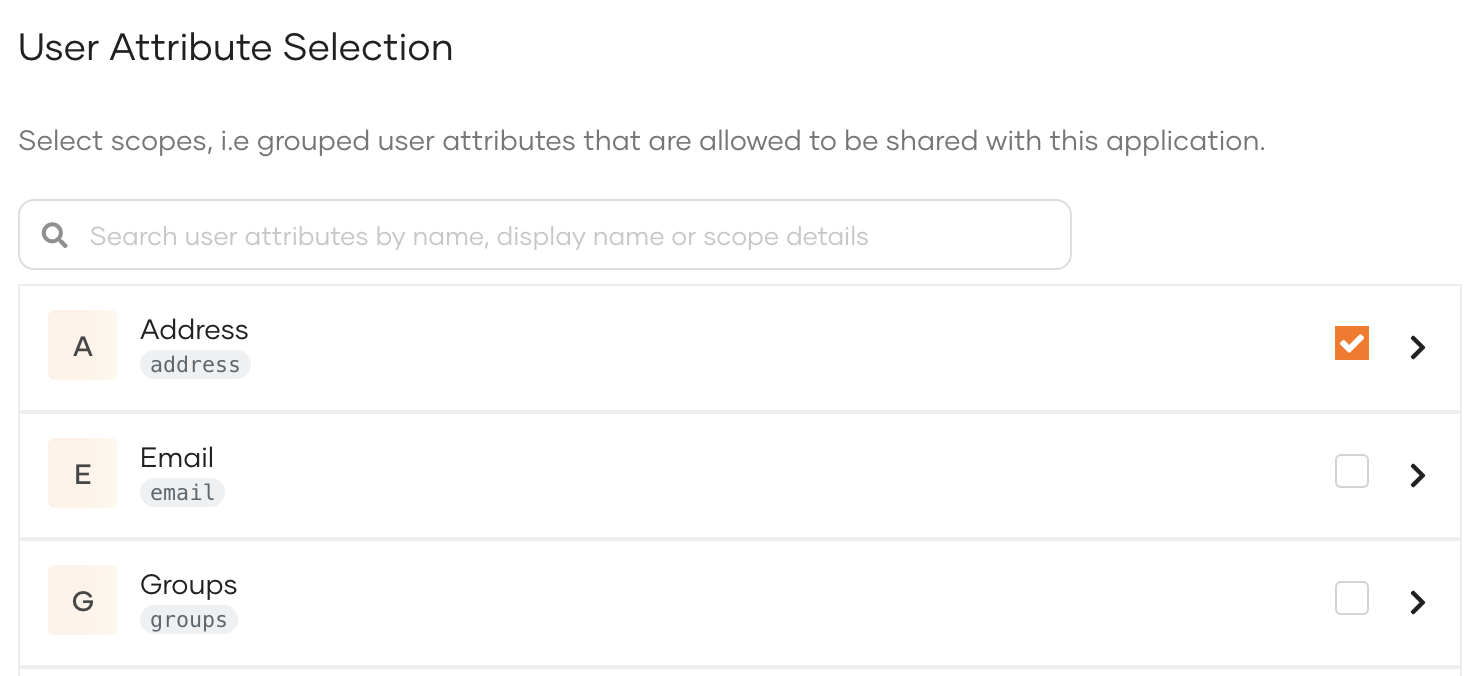 User Attribute Selection
Select scopes, i.e grouped user attributes that are allowed to be shared with this application.
Search user attributes by name, display name or scope details
A
Address
address
E
Email
email
G
Groups
groups